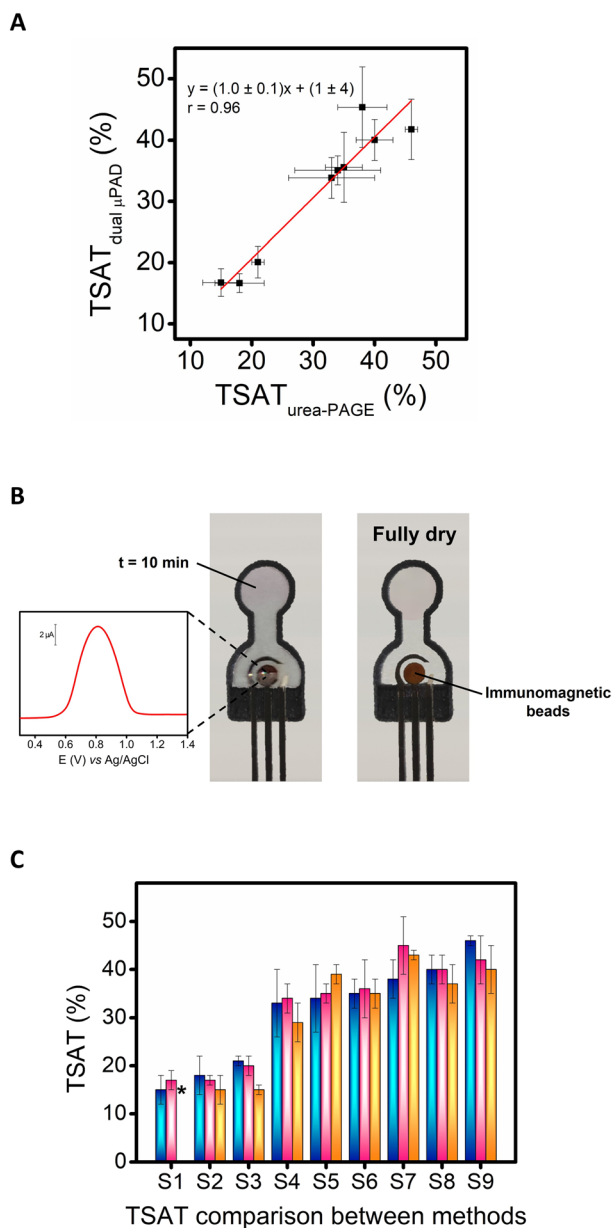 A
y = (1.0 ± 0.1)x + (1 ± 4)
r = 0.96
50
40
30
20
10
TSAT dual µPAD (%)
10 20 30 40 50
TSAT urea-PAGE (%)
B
t = 10 min
Fully dry
2 µA
0.4 0.6 0.8 1.0 1.2 1.4
E (V) vs Ag/AgCl
Immunomagnetic
beads
C
50
40
30
20
10
0
TSAT (%)
*
S1 S2 S3 S4 S5 S6 S7 S8 S9
TSAT comparison between methods